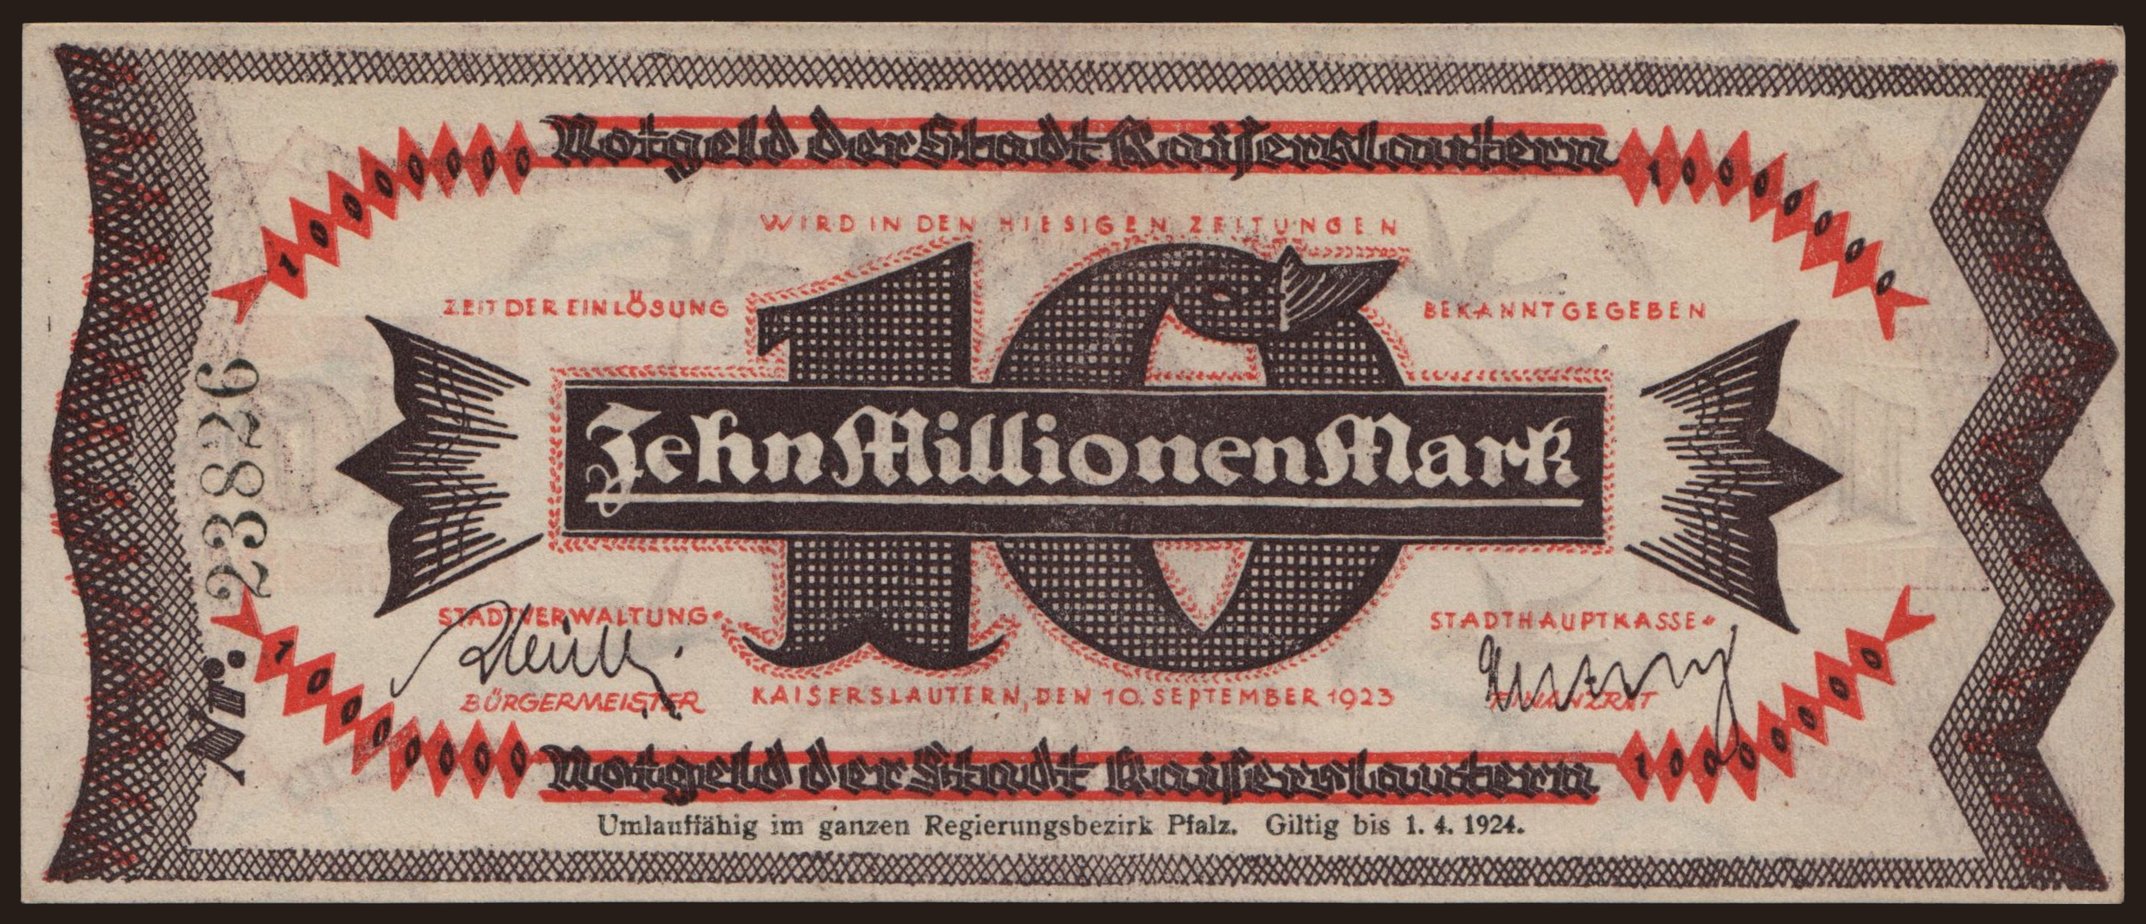 Notgeld der Stadt Kaiserslautern
10000000
10000000
WIRD IN DEN HIESIGEN ZEITUNGEN
ZEIT DER EINLÖSUNG
BEKANNTGEGEBEN
10
Zehn Millionen Mark
Nr. 23826
STADTVERWALTUNG
STADTHAUPTKASSE
BÜRGERMEISTER
KAISERSLAUTERN, DEN 10. SEPTEMBER 1923
FINANZRAT
10000000
10000000
Notgeld der Stadt Kaiserslautern
Umlauffähig im ganzen Regierungsbezirk Pfalz. Giltig bis 1. 4. 1924.